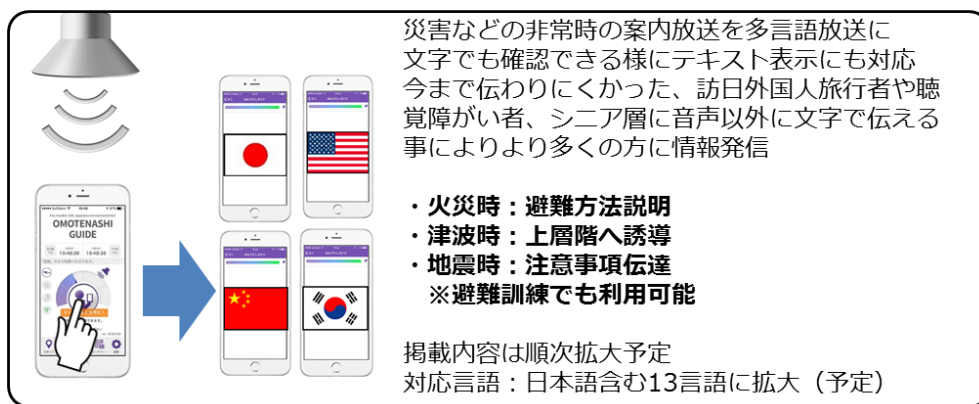 災害などの非常時の案内放送を多言語放送に
文字でも確認できる様にテキスト表示にも対応
今まで伝わりにくかった、訪日外国人旅行者や聴
覚障がい者、シニア層に音声以外に文字で伝える
事によりより多くの方に情報発信
・火災時：避難方法説明
・津波時：上層階へ誘導
・地震時：注意事項伝達
※避難訓練でも利用可能
掲載内容は順次拡大予定
対応言語：日本語含む13言語に拡大（予定）
OMOTENASHI
GUIDE